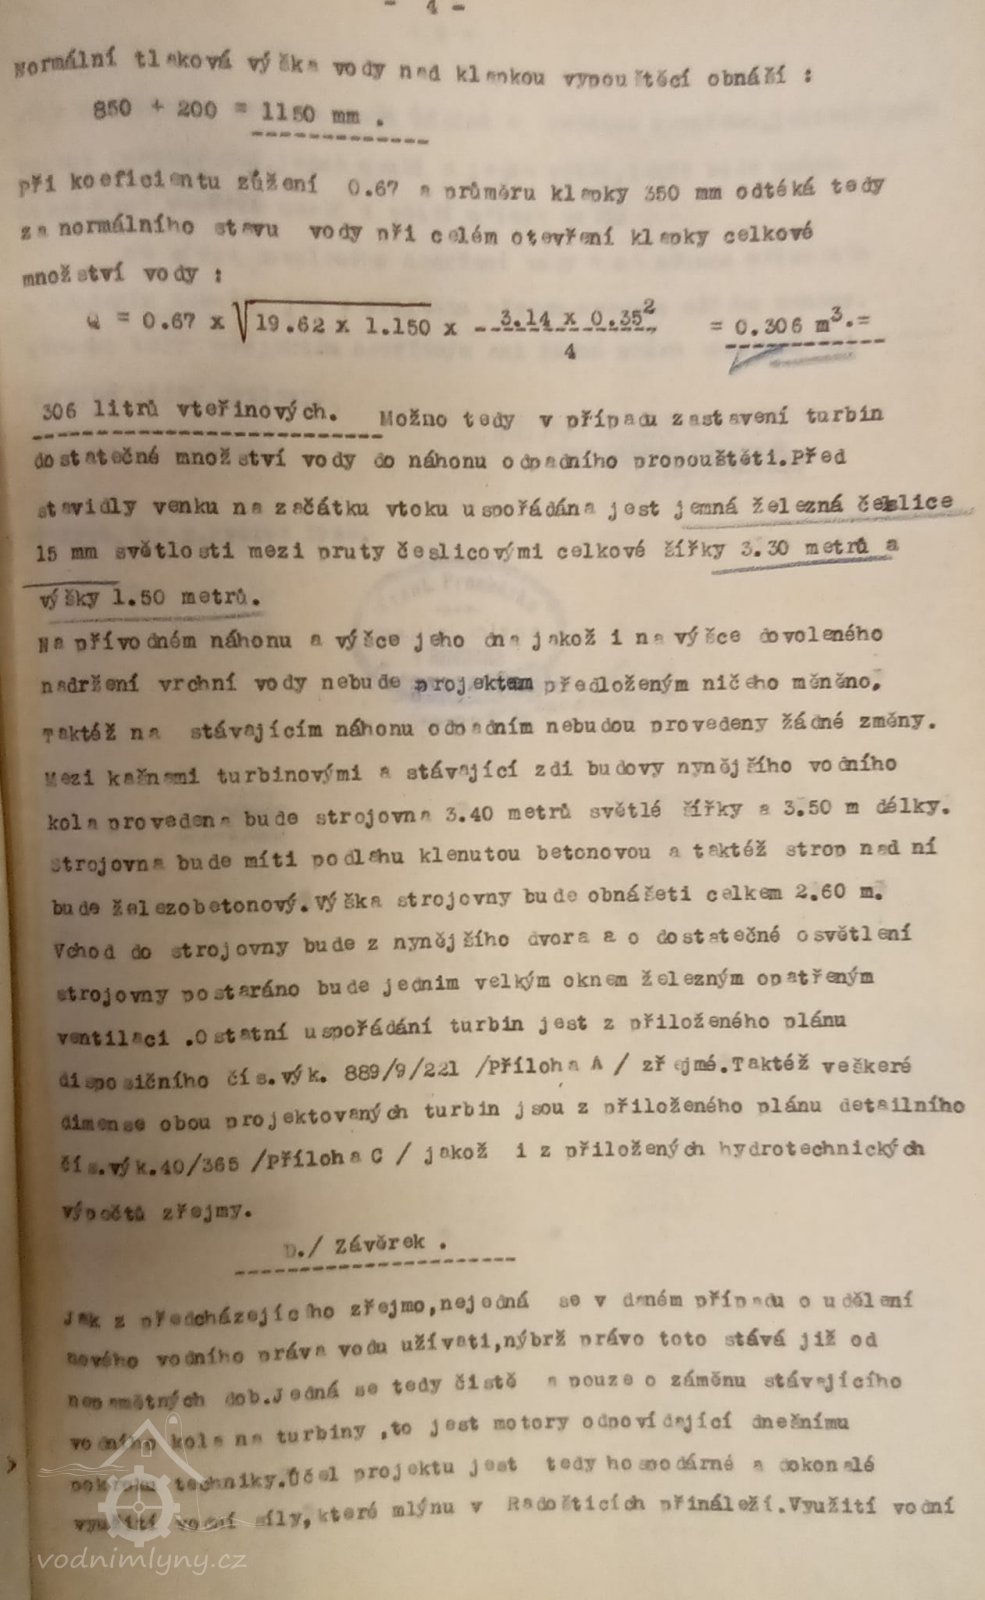 - 4 -
Normální tlaková výška vody nad klapkou vypouštěcí obnáší :
850 + 200 = 1150 mm .
při koeficientu zůžení 0.67 a průměru klapky 350 mm odtéká tedy
za normálního stavu vody při celém otevření klapky celkové
množství vody :
Q = 0.67 x √19.62 x 1.150 x 3.14 x 0.35² / 4 = 0.306 m³.=
306 litrů vteřinových. Možno tedy v případu zastavení turbin
dostatečné množství vody do náhonu odpadního propouštěti.Před
stavidly venku na začátku vtoku uspořádána jest jemná železná česlice
15 mm světlosti mezi pruty česlicovými celkové šířky 3.30 metrů a
výšky 1.50 metrů.
Na přívodném náhonu a výšce jeho dna jakož i na výšce dovoleného
nadržení vrchní vody nebude projektem předloženým ničeho měněno.
Taktéž na stávajícím náhonu odpadním nebudou provedeny žádné změny.
Mezi kašnami turbinovými a stávající zdi budovy nynějšího vodního
kola provedena bude strojovna 3.40 metrů světlé šířky a 3.50 m délky.
Strojovna bude míti podlahu klenutou betonovou a taktéž strop nad ní
bude železobetonový.Výška strojovny bude obnášeti celkem 2.60 m.
Vchod do strojovny bude z nynějšího dvora a o dostatečné osvětlení
strojovny postaráno bude jednim velkým oknem železným opatřeným
ventilaci .Ostatní uspořádání turbin jest z přiloženého plánu
disposičního čís.výk. 889/9/221 /Příloha A / zřejmé.Taktéž veškeré
dimense obou projektovaných turbin jsou z přiloženého plánu detailního
čís.výk.40/365 /Příloha C / jakož i z přiložených hydrotechnických
výpočtů zřejmy.
D./ Závěrek .
Jak z předcházejícího zřejmo,nejedná se v daném případu o udělení
nového vodního práva vodu užívati,nýbrž právo toto stává již od
nepamětných dob.Jedná se tedy čistě a pouze o záměnu stávajícího
vodního kola na turbiny ,to jest motory odpovídající dnešnímu
pokroku techniky.Účel projektu jest tedy hospodárné a dokonalé
využití vodní síly,které mlýnu v Radošticích přináleží.Využití vodní
vodnimlyny.cz